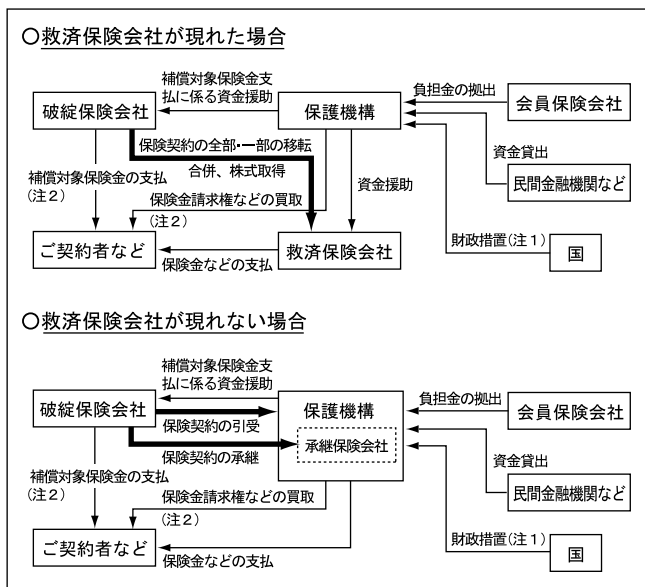 ○救済保険会社が現れた場合
補償対象保険金支
払に係る資金援助
負担金の拠出
破綻保険会社
保護機構
会員保険会社
保険契約の全部･一部の移転
合併、株式取得
資金貸出
補償対象保険金の支払
(注２)
保険金請求権などの買取
(注２)
資金援助
民間金融機関など
ご契約者など
保険金などの支払
救済保険会社
財政措置(注１)
国
○救済保険会社が現れない場合
補償対象保険金支
払に係る資金援助
負担金の拠出
破綻保険会社
保護機構
会員保険会社
保険契約の引受
承継保険会社
保険契約の承継
資金貸出
補償対象保険金の支払
(注２)
保険金請求権などの買取
(注２)
民間金融機関など
ご契約者など
保険金などの支払
財政措置(注１)
国